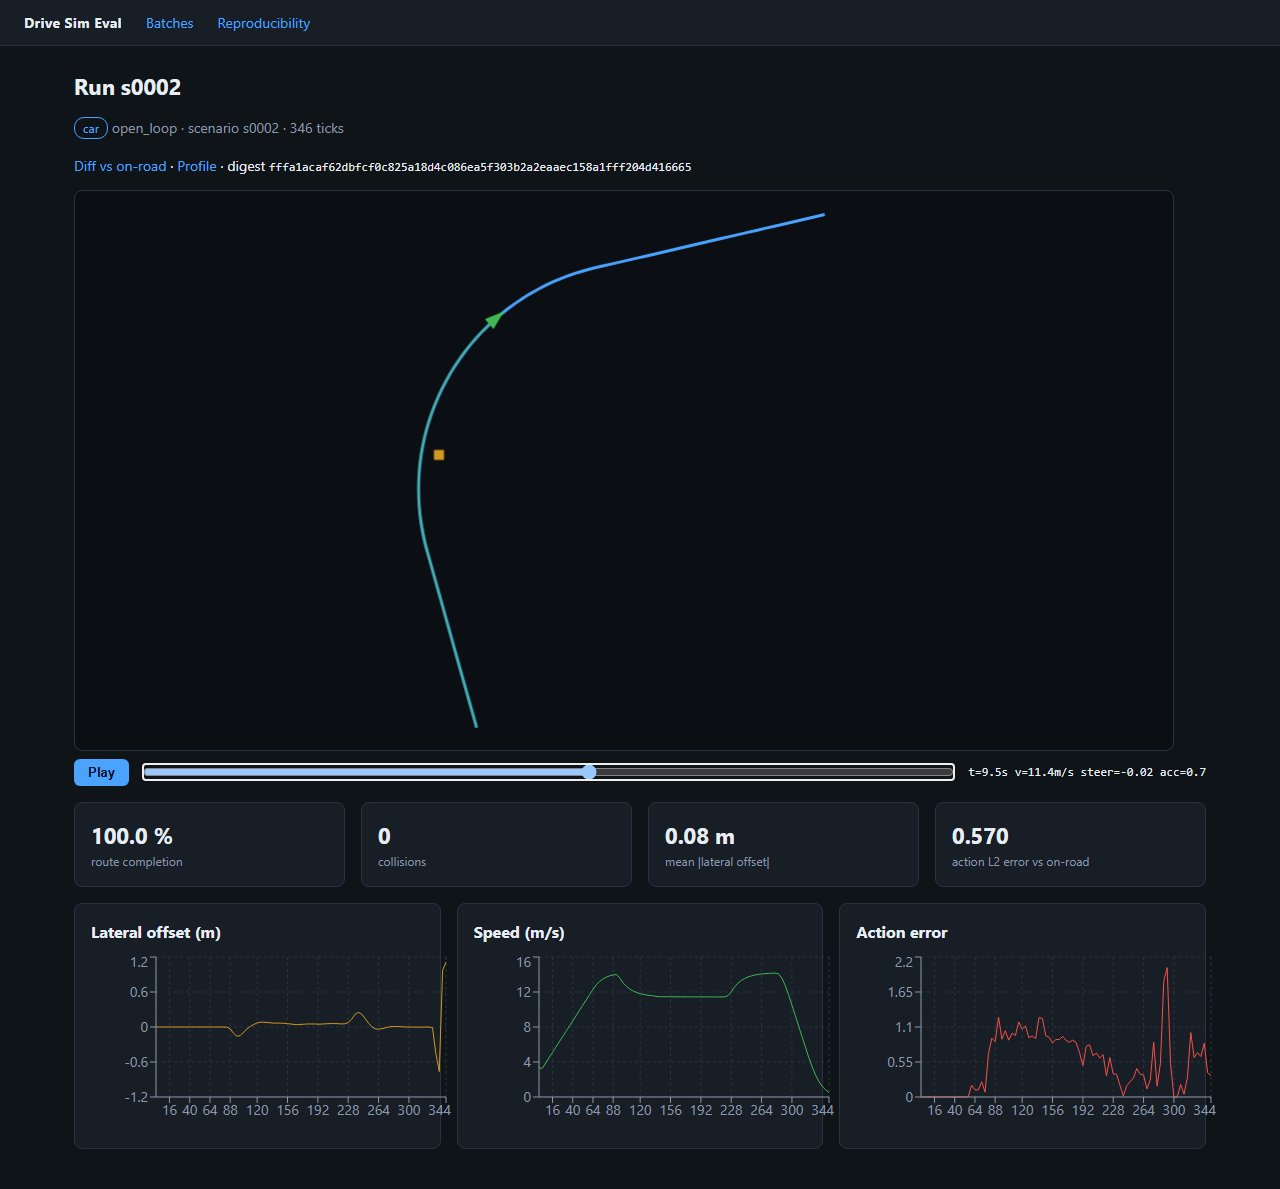 Drive Sim Eval Batches Reproducibility
Run s0002
car open_loop · scenario s0002 · 346 ticks
Diff vs on-road · Profile · digest fffa1acaf62dbfcf0c825a18d4c086ea5f303b2a2eaaec158a1fff204d416665
Play t=9.5s v=11.4m/s steer=-0.02 acc=0.7
100.0 %
route completion
0
collisions
0.08 m
mean |lateral offset|
0.570
action L2 error vs on-road
Lateral offset (m)
1.2
0.6
0
-0.6
-1.2
16 40 64 88 120 156 192 228 264 300 344
Speed (m/s)
16
12
8
4
0
16 40 64 88 120 156 192 228 264 300 344
Action error
2.2
1.65
1.1
0.55
0
16 40 64 88 120 156 192 228 264 300 344